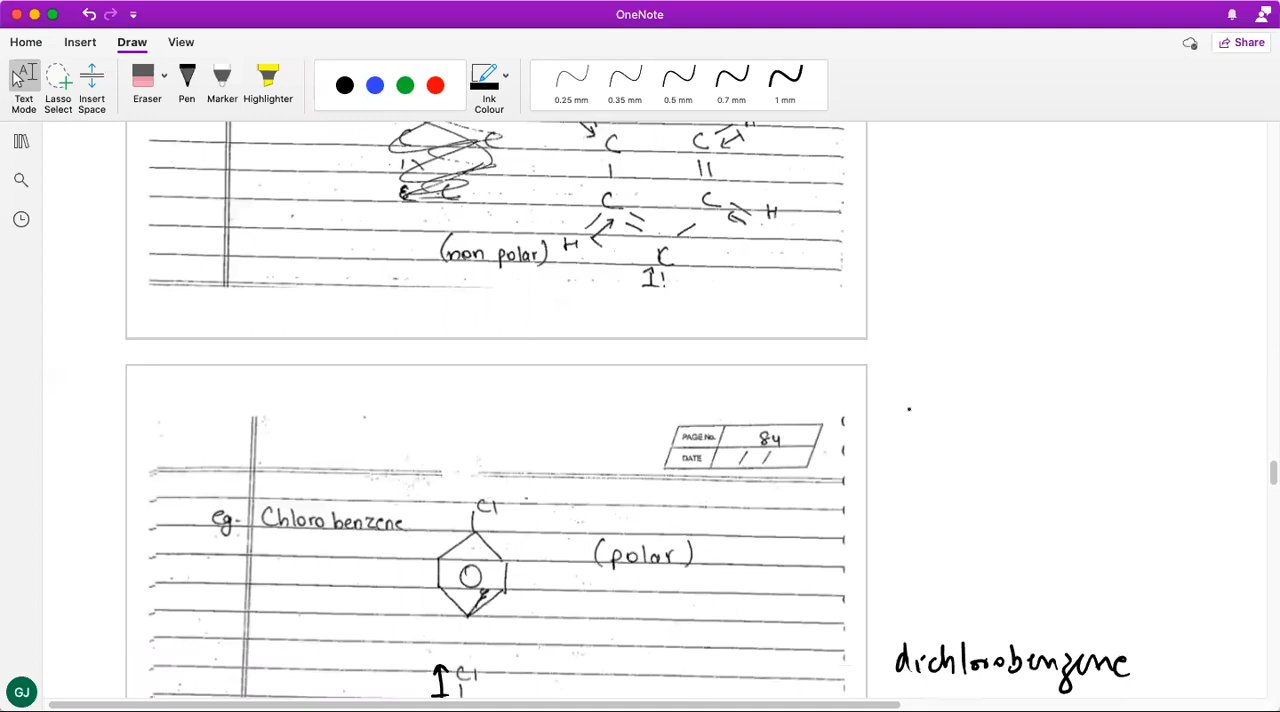 OneNote
Home Insert Draw View
Share
Text Mode
Lasso Select
Insert Space
Eraser
Pen
Marker
Highlighter
Ink Colour
0.25 mm
0.35 mm
0.5 mm
0.7 mm
1 mm
C C
C C H
(non polar) H C
PAGE No. 84
DATE / /
Cl
eg. Chlorobenzene
(polar)
dichlorobenzene
Cl
GJ